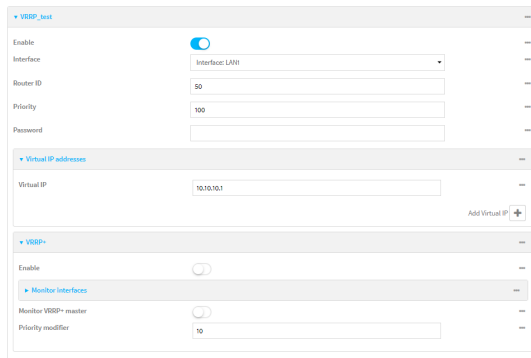 VRRP_test
Enable
Interface
Interface: LAN1
Router ID
50
Priority
100
Password
Virtual IP addresses
Virtual IP
10.10.10.1
Add Virtual IP
VRRP+
Enable
Monitor interfaces
Monitor VRRP+ master
Priority modifier
10